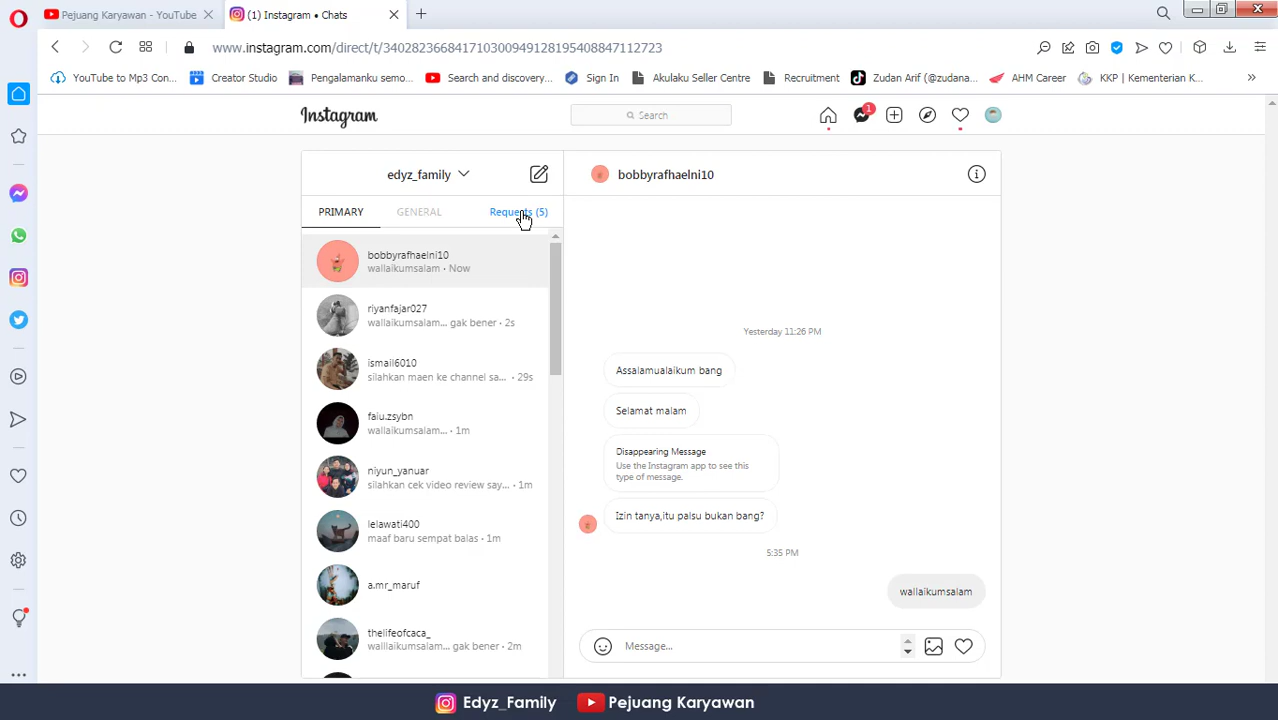 Pejuang Karyawan - YouTube
(1) Instagram • Chats
www.instagram.com/direct/t/340282366841710300949128195408847112723
YouTube to Mp3 Con...
Creator Studio
Pengalamanku semo...
Search and discovery...
Sign In
Akulaku Seller Centre
Recruitment
Zudan Arif (@zudana...
AHM Career
KKP | Kementerian K...
Instagram
Search
1
edyz_family
bobbyrafhaelni10
PRIMARY
GENERAL
Requests (5)
bobbyrafhaelni10
wallaikumsalam • Now
riyanfajar027
wallaikumsalam... gak bener • 2s
ismail6010
silahkan maen ke channel sa... • 29s
faiu.zsybn
wallaikumsalam... • 1m
niyun_yanuar
silahkan cek video review say... • 1m
lelawati400
maaf baru sempat balas • 1m
a.mr_maruf
thelifeofcaca_
walllaikumsalam... gak bener • 2m
Yesterday 11:26 PM
Assalamualaikum bang
Selamat malam
Disappearing Message
Use the Instagram app to see this
type of message.
Izin tanya,itu palsu bukan bang?
5:35 PM
wallaikumsalam
Message...
Edyz_Family
Pejuang Karyawan